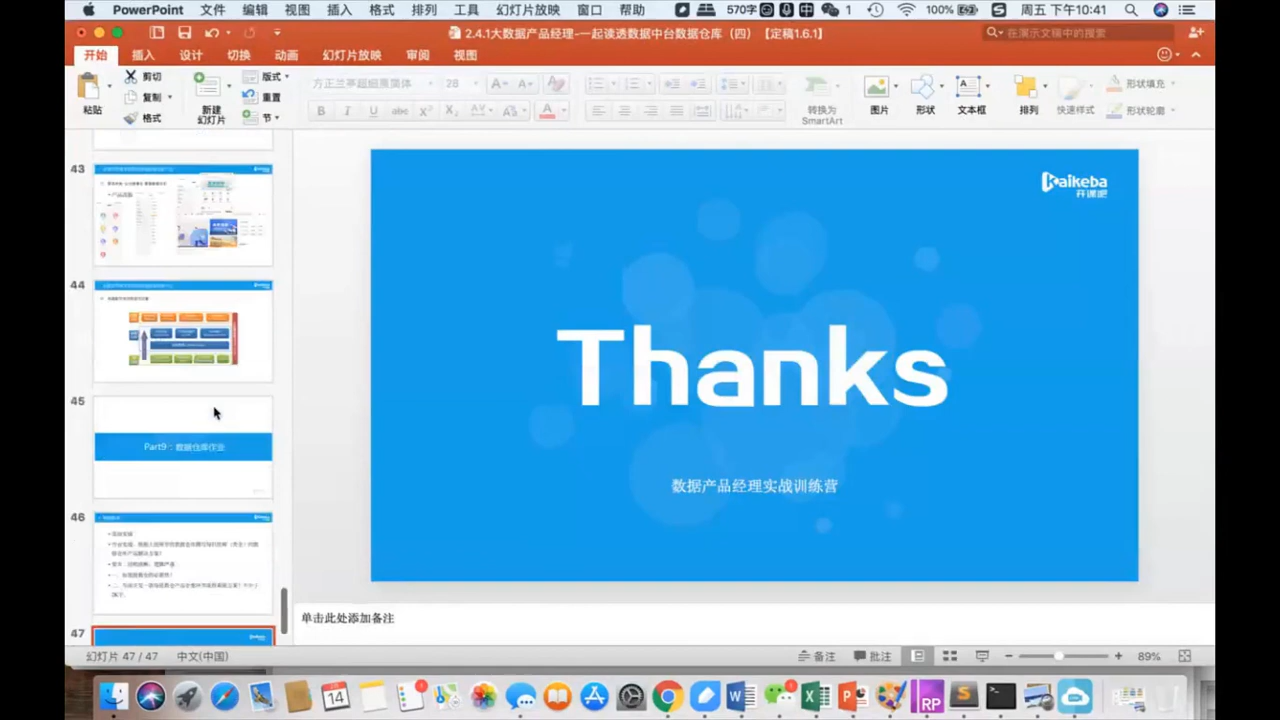 PowerPoint 文件 编辑 视图 插入 格式 排列 工具 幻灯片放映 窗口 帮助 570字 1 100% 周五 下午10:41
2.4.1大数据产品经理-一起读透数据中台数据仓库（四）【定稿1.6.1】
在演示文稿中的搜索
开始 插入 设计 切换 动画 幻灯片放映 审阅 视图
粘贴 剪切 复制 格式
新建 幻灯片 版式 重置 节
方正兰亭超细黑简体 28
转换为 SmartArt
图片 形状 文本框 排列 快速样式 形状填充 形状轮廓
43
44
45
Part9：数据仓库作业
46
47
Kaikeba
开课吧
Thanks
数据产品经理实战训练营
单击此处添加备注
幻灯片 47 / 47 中文(中国) 备注 批注 89%
14
RP